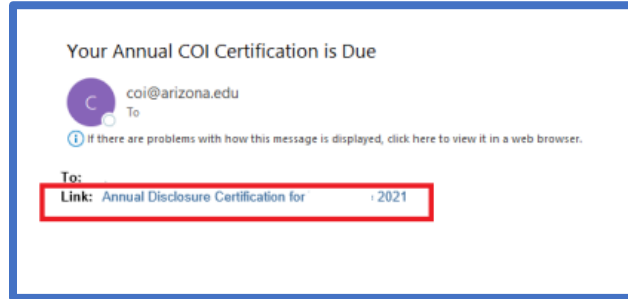 Your Annual COI Certification is Due
C
coi@arizona.edu
To
i If there are problems with how this message is displayed, click here to view it in a web browser.
To:
Link: Annual Disclosure Certification for 2021